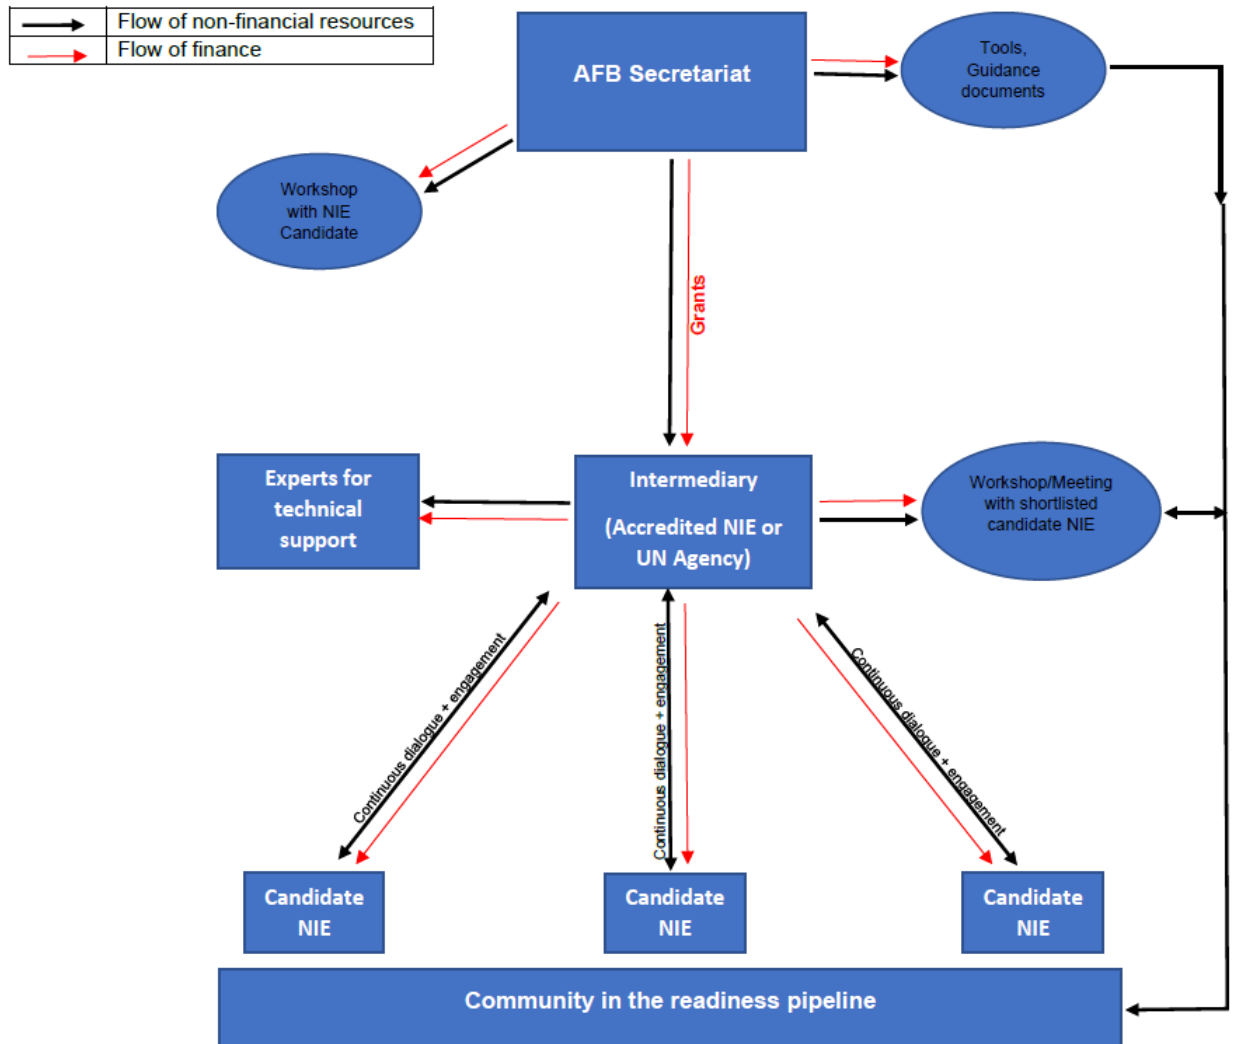 Flow of non-financial resources
Flow of finance
AFB Secretariat
Tools,
Guidance
documents
Workshop
with NIE
Candidate
Grants
Experts for
technical
support
Intermediary
(Accredited NIE or
UN Agency)
Workshop/Meeting
with shortlisted
candidate NIE
Continuous dialogue + engagement
Continuous dialogue + engagement
Continuous dialogue + engagement
Candidate
NIE
Candidate
NIE
Candidate
NIE
Community in the readiness pipeline